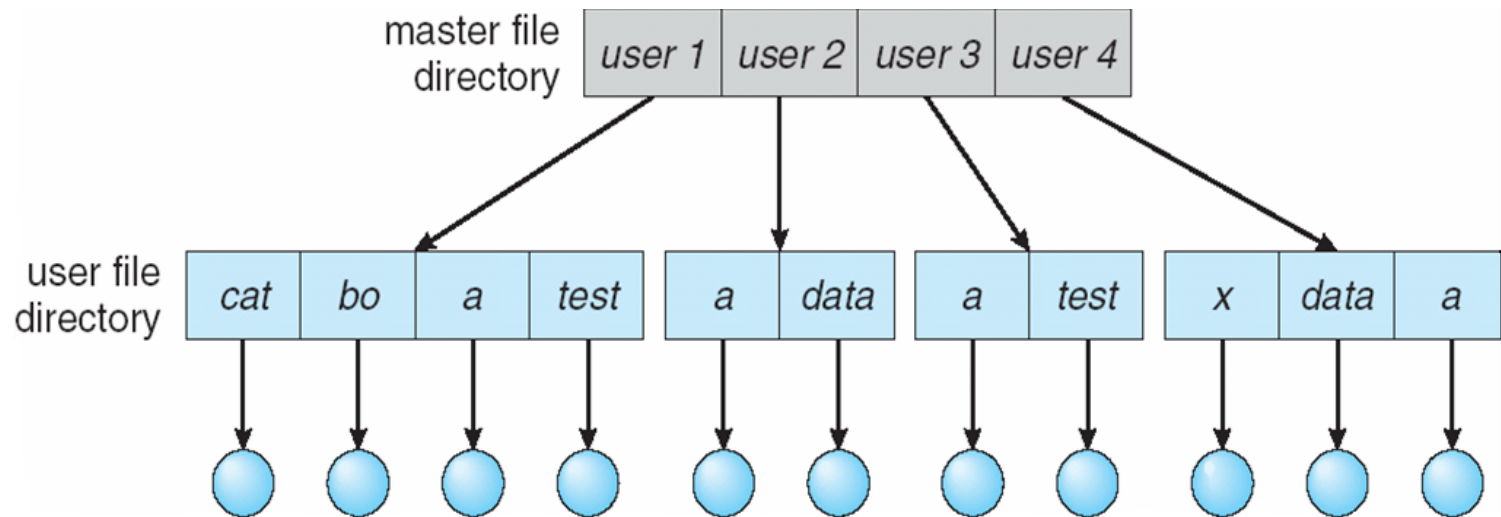 master file
directory
user 1 user 2 user 3 user 4
user file
directory
cat bo a test a data a test x data a